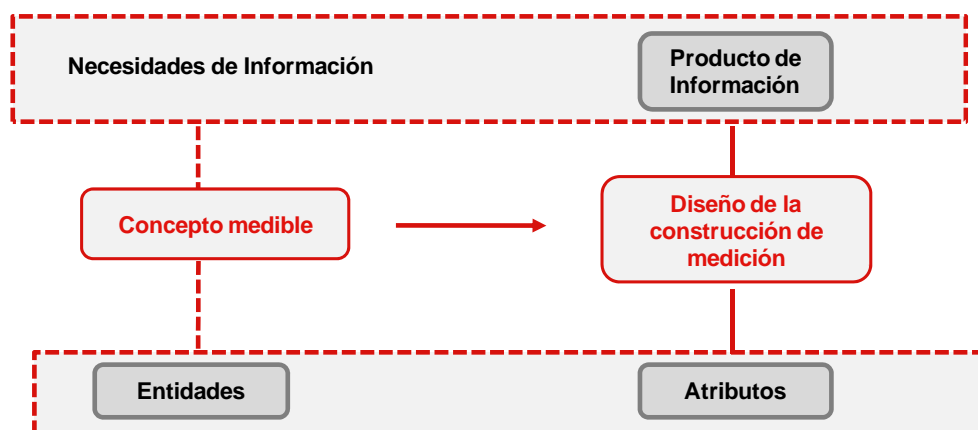 Necesidades de Información
Producto de
Información
Concepto medible
Diseño de la
construcción de
medición
Entidades
Atributos